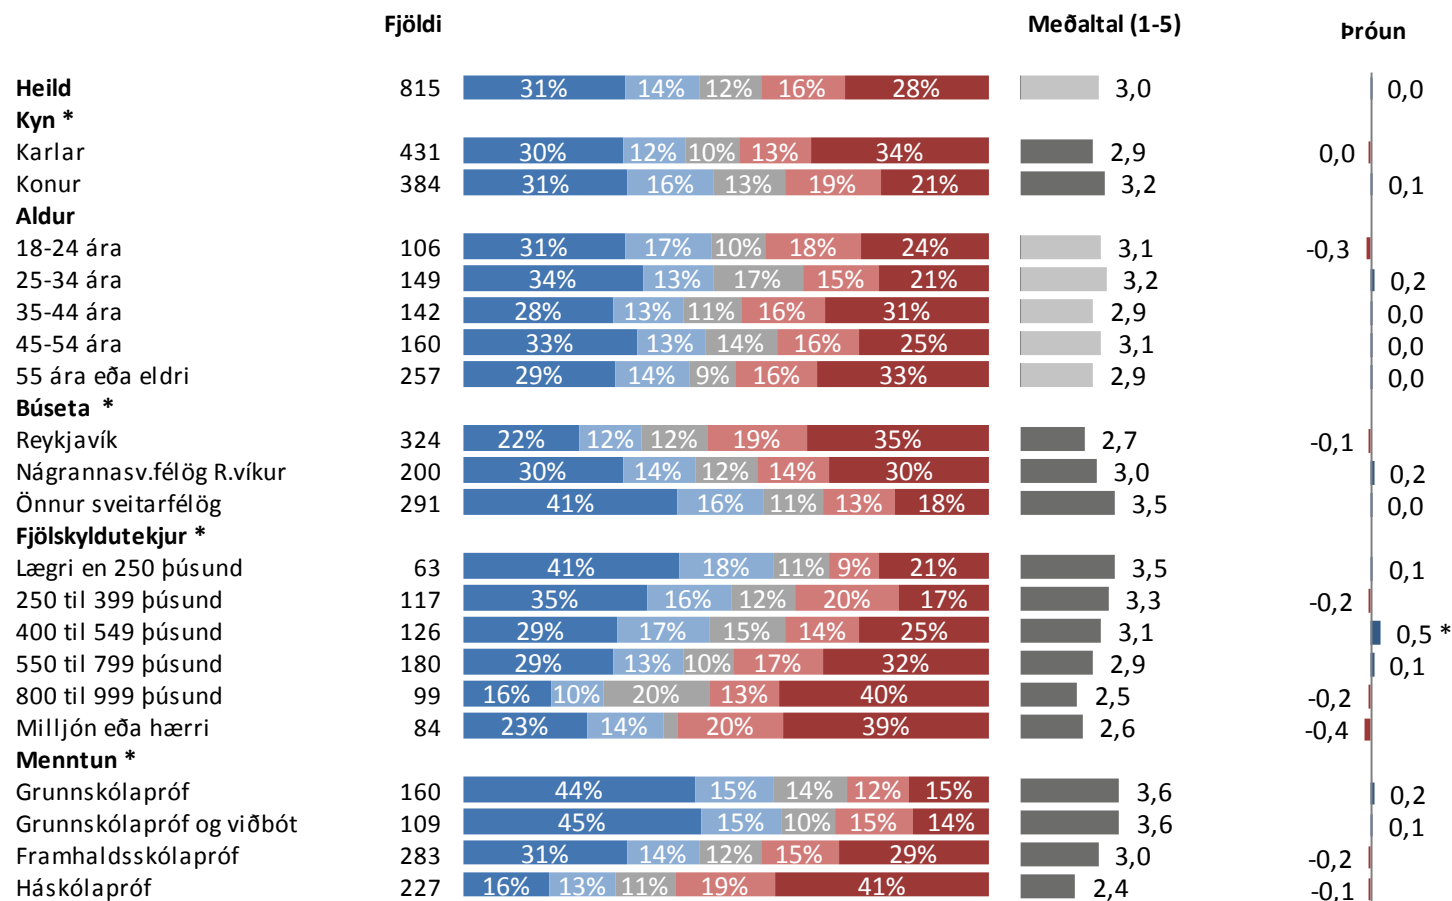 Fjöldi Meðaltal (1-5) Þróun
Heild 815 31% 14% 12% 16% 28% 3,0 0,0
Kyn *
Karlar 431 30% 12% 10% 13% 34% 2,9 0,0
Konur 384 31% 16% 13% 19% 21% 3,2 0,1
Aldur
18-24 ára 106 31% 17% 10% 18% 24% 3,1 -0,3
25-34 ára 149 34% 13% 17% 15% 21% 3,2 0,2
35-44 ára 142 28% 13% 11% 16% 31% 2,9 0,0
45-54 ára 160 33% 13% 14% 16% 25% 3,1 0,0
55 ára eða eldri 257 29% 14% 9% 16% 33% 2,9 0,0
Búseta *
Reykjavík 324 22% 12% 12% 19% 35% 2,7 -0,1
Nágrannasv.félög R.víkur 200 30% 14% 12% 14% 30% 3,0 0,2
Önnur sveitarfélög 291 41% 16% 11% 13% 18% 3,5 0,0
Fjölskyldutekjur *
Lægri en 250 þúsund 63 41% 18% 11% 9% 21% 3,5 0,1
250 til 399 þúsund 117 35% 16% 12% 20% 17% 3,3 -0,2
400 til 549 þúsund 126 29% 17% 15% 14% 25% 3,1 0,5 *
550 til 799 þúsund 180 29% 13% 10% 17% 32% 2,9 0,1
800 til 999 þúsund 99 16% 10% 20% 13% 40% 2,5 -0,2
Milljón eða hærri 84 23% 14% 20% 39% 2,6 -0,4
Menntun *
Grunnskólapróf 160 44% 15% 14% 12% 15% 3,6 0,2
Grunnskólapróf og viðbót 109 45% 15% 10% 15% 14% 3,6 0,1
Framhaldsskólapróf 283 31% 14% 12% 15% 29% 3,0 -0,2
Háskólapróf 227 16% 13% 11% 19% 41% 2,4 -0,1